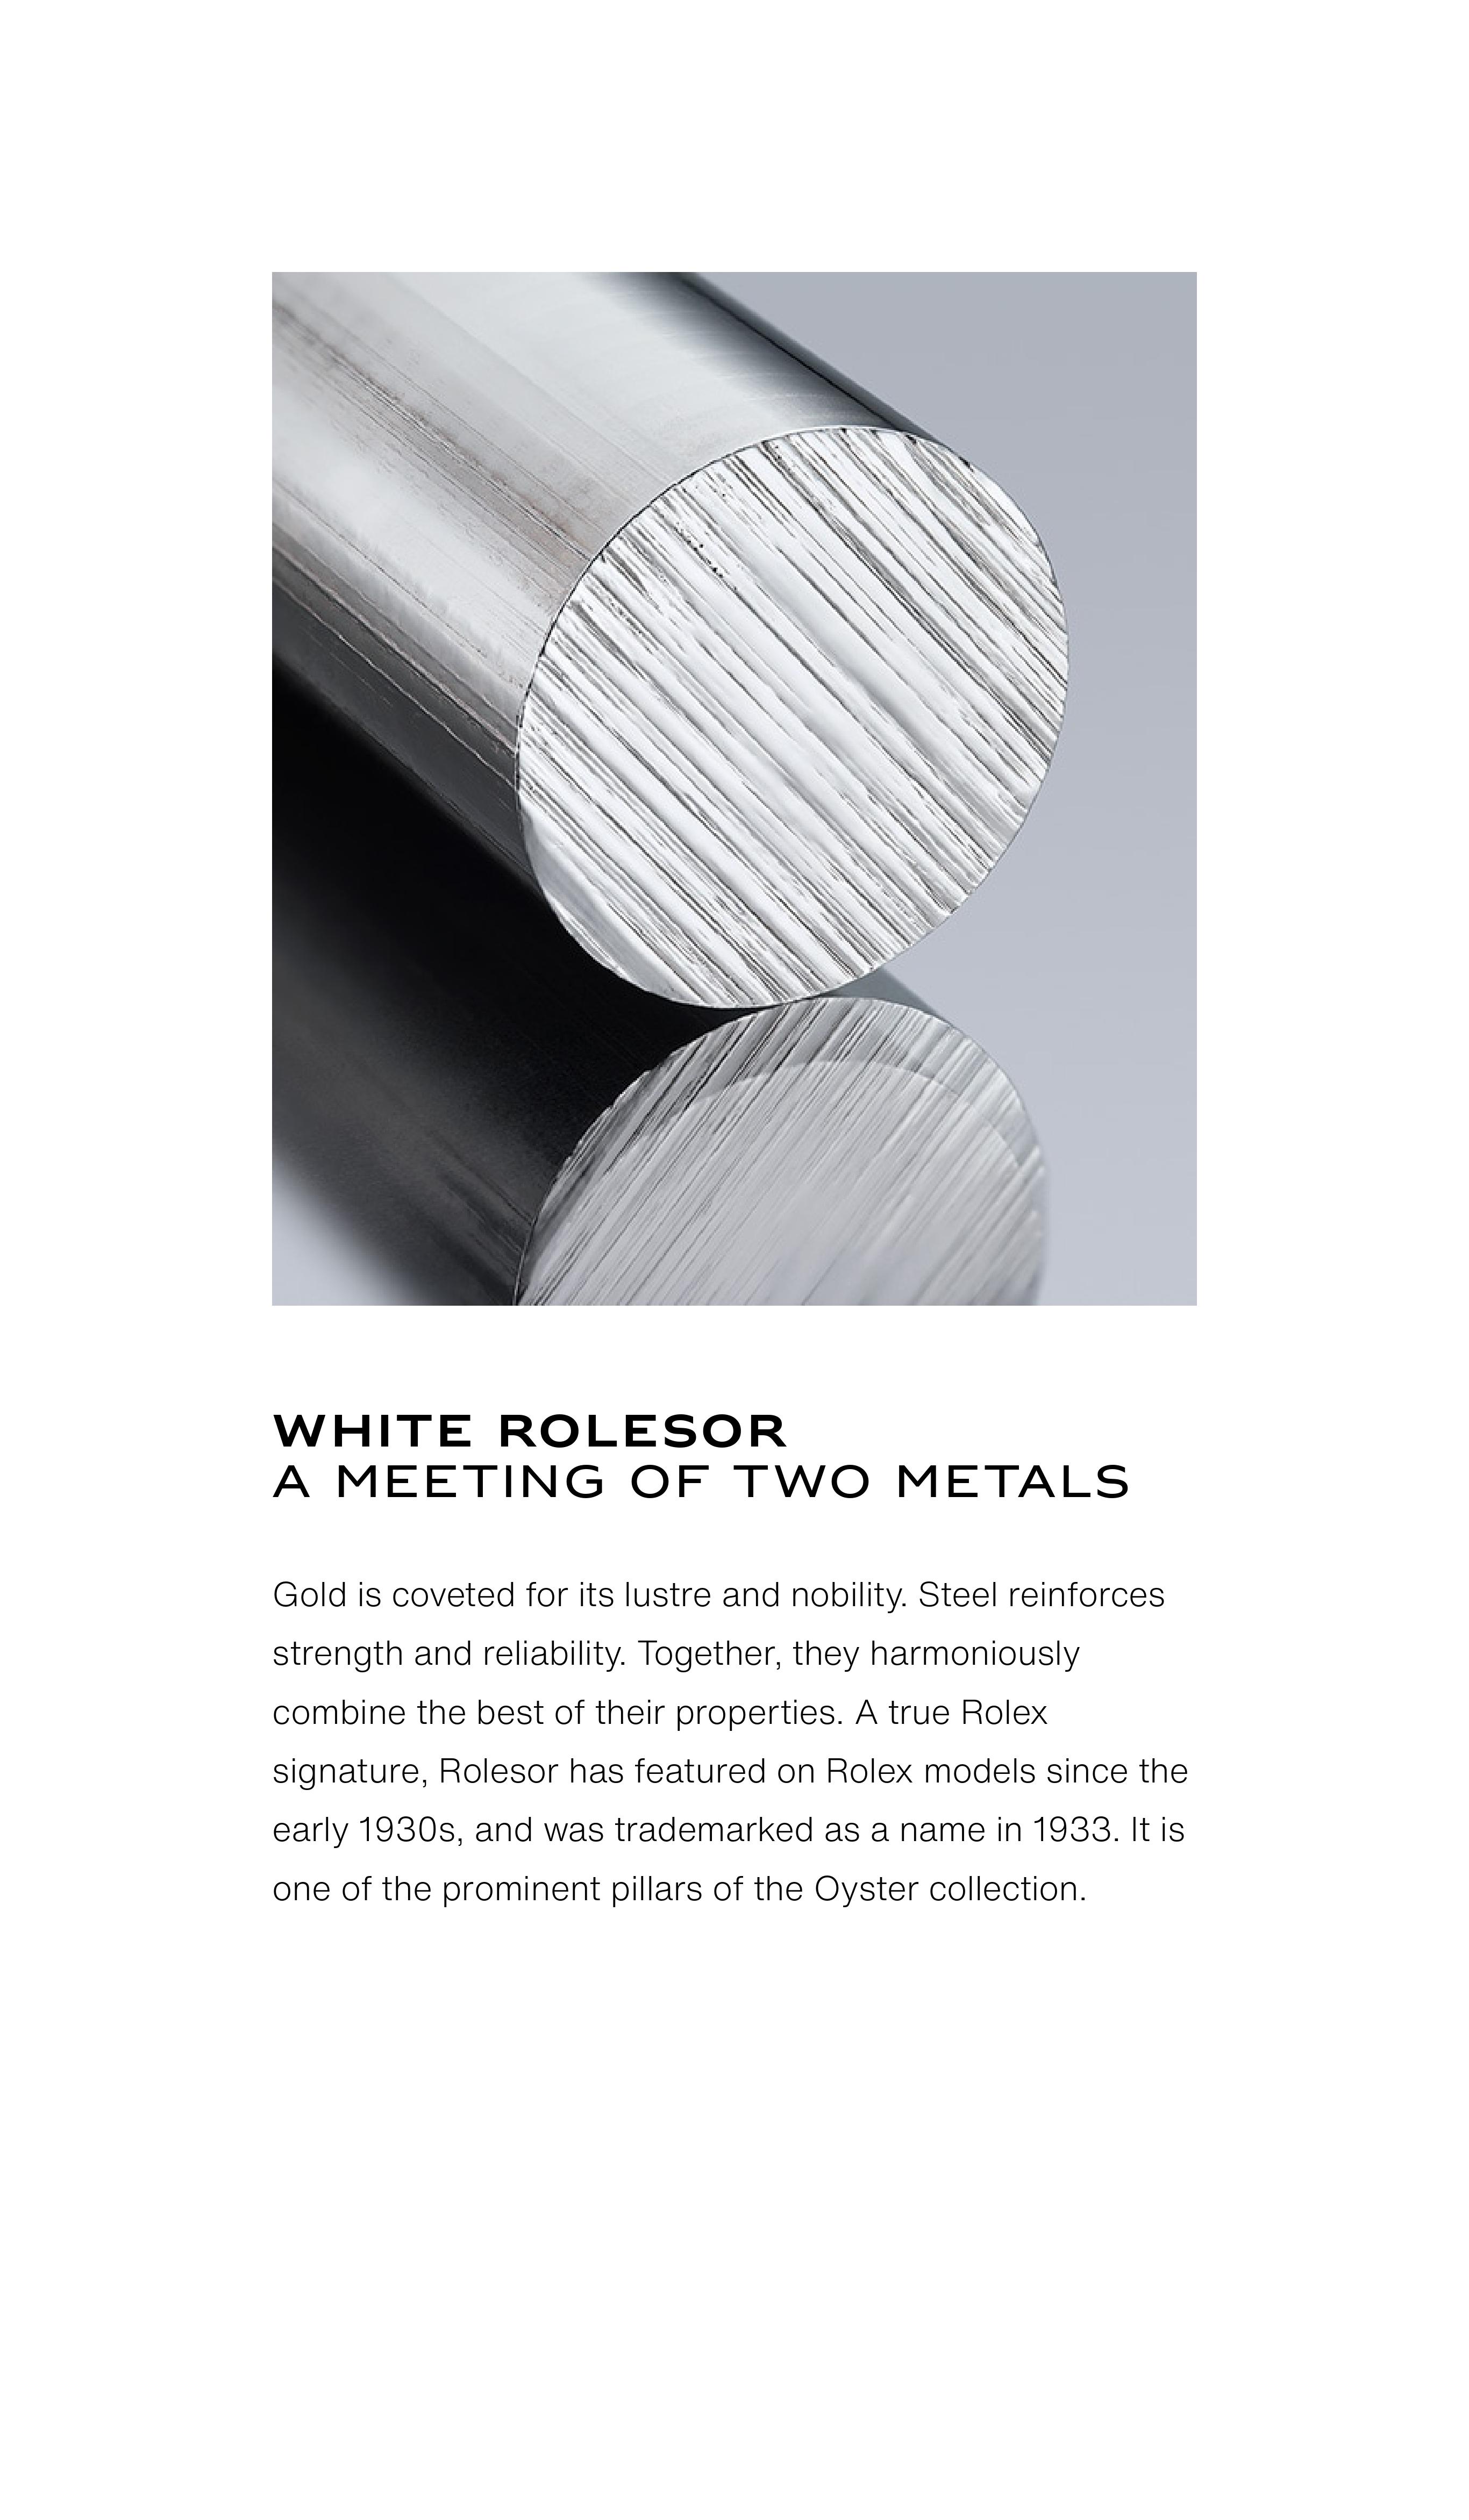 WHITE ROLESOR
A MEETING OF TWO METALS
Gold is coveted for its lustre and nobility. Steel reinforces
strength and reliability. Together, they harmoniously
combine the best of their properties. A true Rolex
signature, Rolesor has featured on Rolex models since the
early 1930s, and was trademarked as a name in 1933. It is
one of the prominent pillars of the Oyster collection.